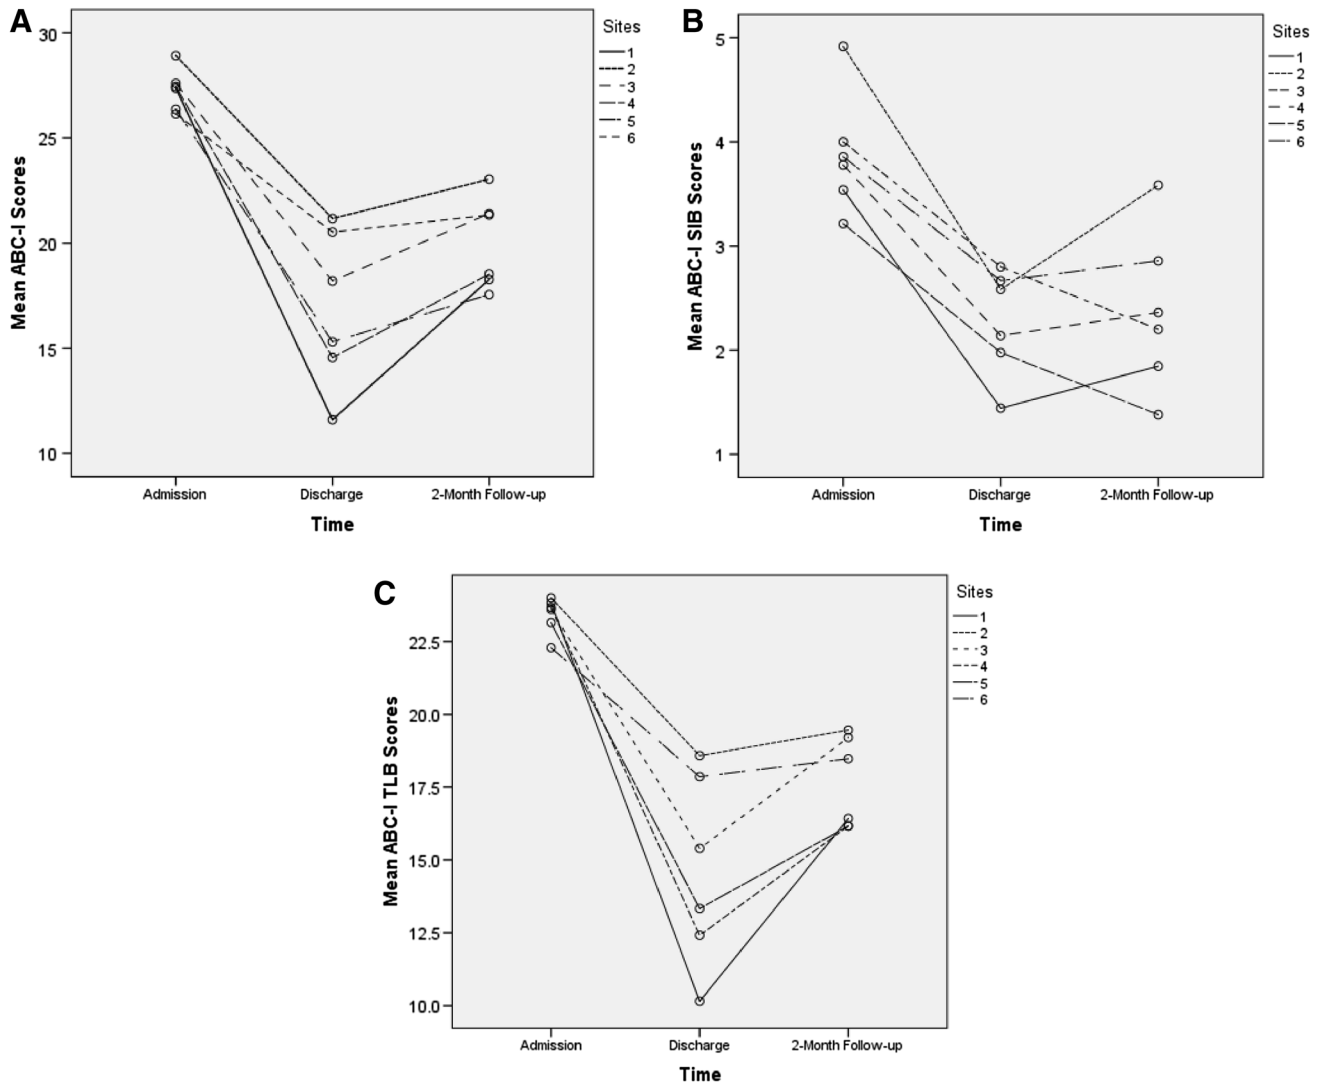 A
Mean ABC-I Scores
30
25
20
15
10
Admission
Discharge
2-Month Follow-up
Time
Sites
1
2
3
4
5
6
B
Mean ABC-I SIB Scores
5
4
3
2
1
Admission
Discharge
2-Month Follow-up
Time
Sites
1
2
3
4
5
6
C
Mean ABC-I TLB Scores
22.5
20.0
17.5
15.0
12.5
10.0
Admission
Discharge
2-Month Follow-up
Time
Sites
1
2
3
4
5
6